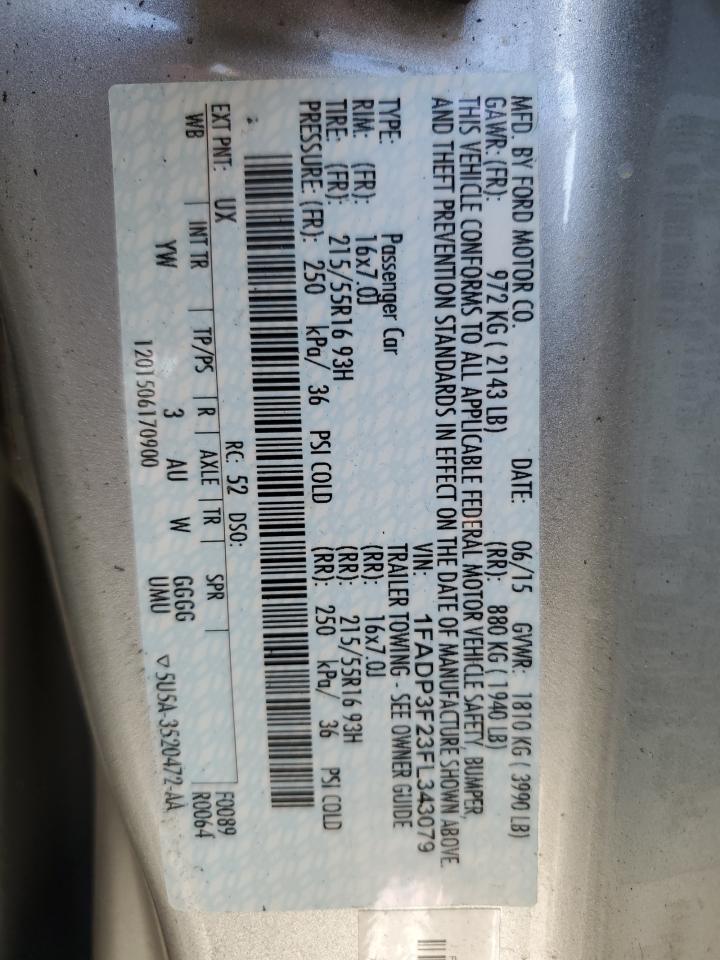 MFD. BY FORD MOTOR CO. DATE: 06/15 GVWR: 1810 KG ( 3990 LB)
GAWR: (FR): 972 KG ( 2143 LB) (RR): 880 KG ( 1940 LB)
THIS VEHICLE CONFORMS TO ALL APPLICABLE FEDERAL MOTOR VEHICLE SAFETY, BUMPER,
AND THEFT PREVENTION STANDARDS IN EFFECT ON THE DATE OF MANUFACTURE SHOWN ABOVE.
VIN: 1FADP3F23FL343079
TYPE: Passenger Car TRAILER TOWING - SEE OWNER GUIDE
RIM: (FR): 16x7.0J (RR): 16x7.0J
TIRE: (FR): 215/55R16 93H (RR): 215/55R16 93H
PRESSURE: (FR): 250 kPa/ 36 PSI COLD (RR): 250 kPa/ 36 PSI COLD
EXT PNT: UX RC: 52 DSO: F0089
WB | INT TR | TP/PS | R | AXLE | TR | SPR | R0064
YW 3 AU W GGGG
UMU
1201506170900 ▽5U5A-3520472-AA